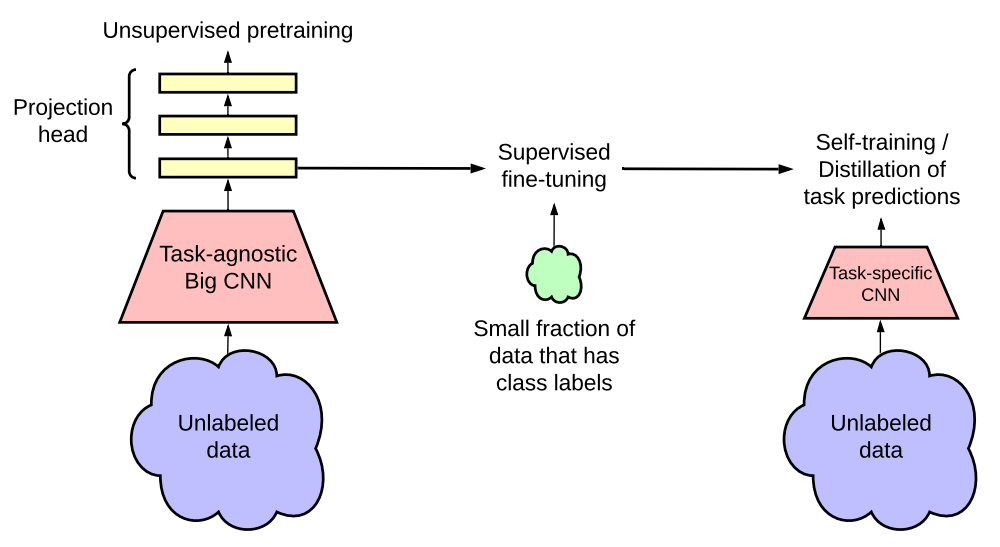 Unsupervised pretraining
Projection
head
Task-agnostic
Big CNN
Unlabeled
data
Supervised
fine-tuning
Small fraction of
data that has
class labels
Self-training /
Distillation of
task predictions
Task-specific
CNN
Unlabeled
data